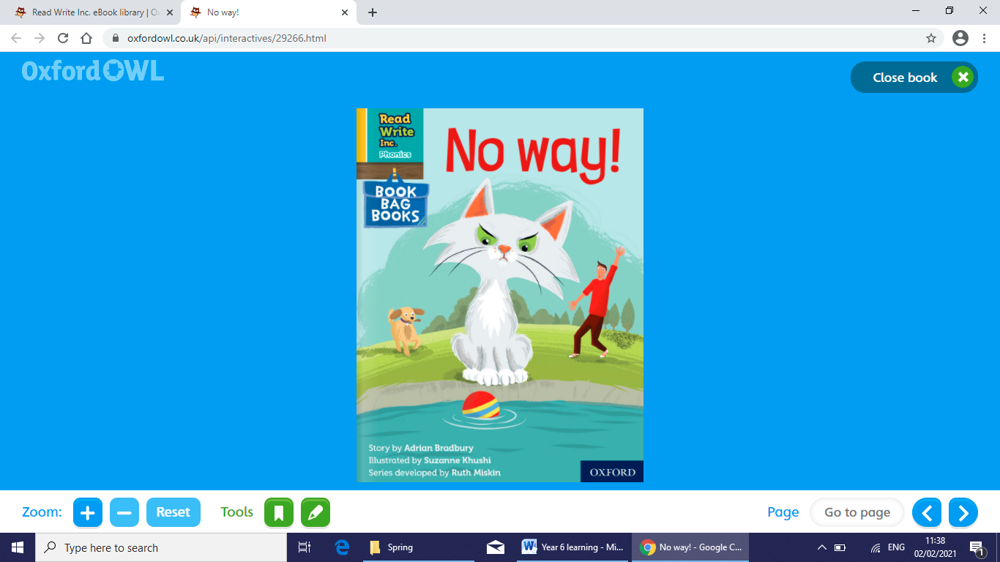 Read Write Inc. eBook library | O
No way!
oxfordowl.co.uk/api/interactives/29266.html
OxfordOWL
Close book
Read
Write
Inc.
Phonics
BOOK
BAG
BOOKS
No way!
Story by Adrian Bradbury
Illustrated by Suzanne Khushi
Series developed by Ruth Miskin
OXFORD
Zoom:
Reset
Tools
Page
Go to page
Type here to search
Spring
Year 6 learning - Mi...
No way! - Google C...
ENG
11:38
02/02/2021
1